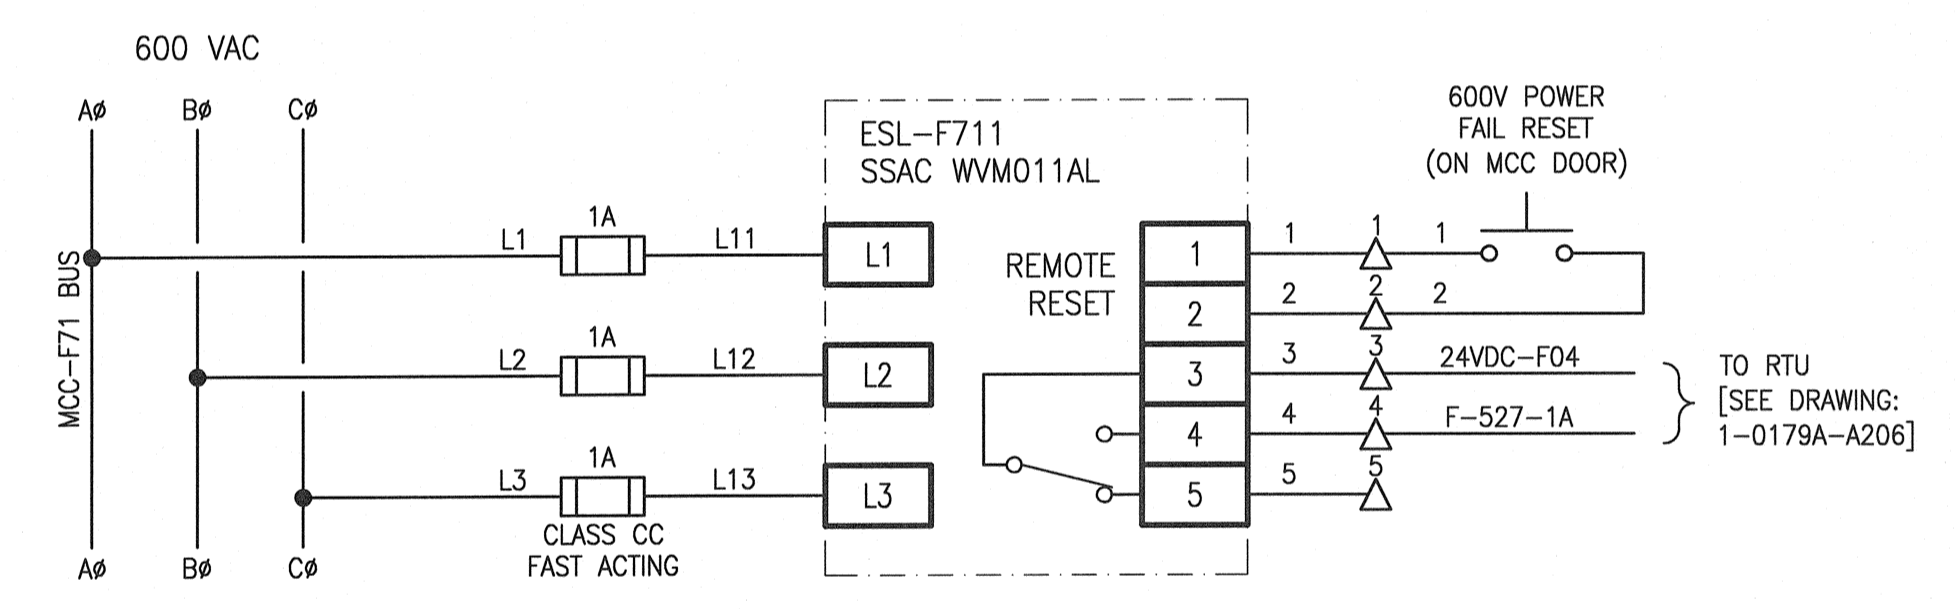 600 VAC
AØ BØ CØ
MCC-F71 BUS
L1 1A L11
L2 1A L12
L3 1A L13
CLASS CC
FAST ACTING
AØ BØ CØ
ESL-F711
SSAC WVM011AL
L1
L2
L3
REMOTE
RESET
1
2
3
4
5
1 1 1
2 2 2
3 3 24VDC-F04
4 4 F-527-1A
5 5
600V POWER
FAIL RESET
(ON MCC DOOR)
TO RTU
[SEE DRAWING:
1-0179A-A206]